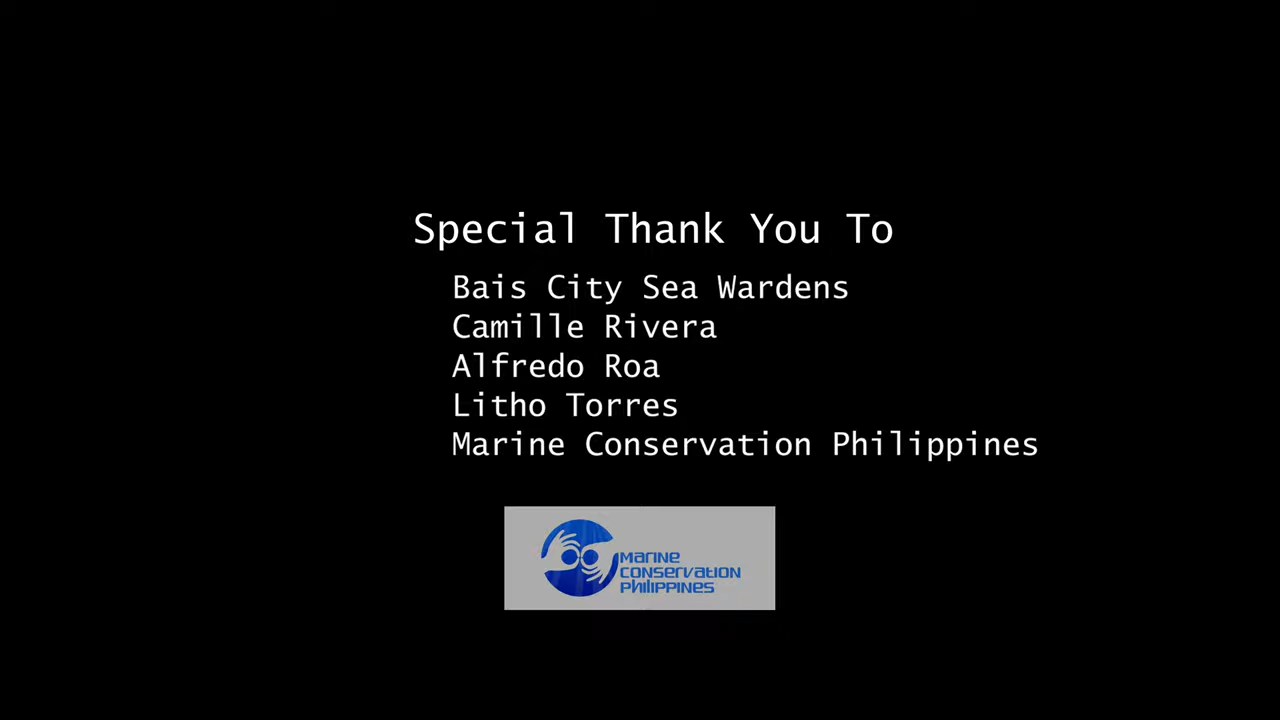 Special Thank You To
Bais City Sea Wardens
Camille Rivera
Alfredo Roa
Litho Torres
Marine Conservation Philippines
Marine
Conservation
Philippines